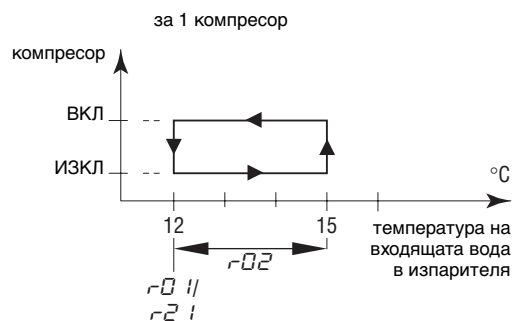 за 1 компресор
компресор
ВКЛ
ИЗКЛ
°C
12
15
температура на
входящата вода
в изпарителя
r02
r01/
r21